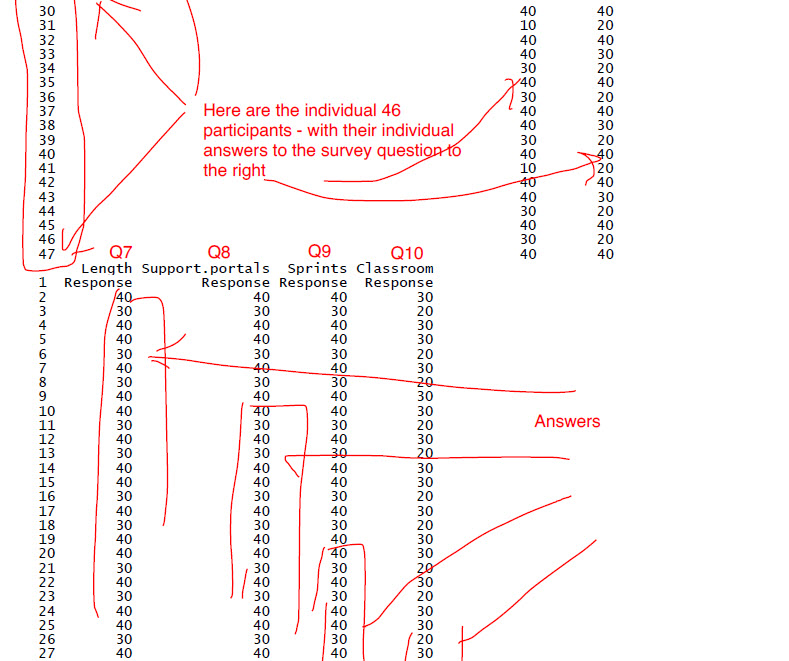 30 40 40
31 10 20
32 40 40
33 40 40
34 30 20
35 40 40
36 30 20
37 40 40
Here are the individual 46
participants - with their individual
answers to the survey question to
the right
38 40 30
39 30 20
40 40 40
41 10 20
42 40 40
43 40 30
44 30 20
45 40 40
46 30 20
47 40 40
Q7 Q8 Q9 Q10
Length Support.portals Sprints Classroom
1 Response Response Response Response
2 40 40 40 30
3 30 30 30 20
4 40 40 40 30
5 40 40 40 30
6 30 30 30 20
7 40 40 40 30
8 30 30 30 20
9 40 40 40 30
10 40 40 40 30
11 30 30 30 20
Answers
12 40 40 40 30
13 30 30 30 20
14 40 40 40 30
15 40 40 40 30
16 30 30 30 20
17 40 40 40 30
18 30 30 30 20
19 40 40 40 30
20 40 40 40 30
21 30 30 30 20
22 40 40 40 30
23 30 30 30 20
24 40 40 40 30
25 40 40 40 30
26 30 30 30 20
27 40 40 40 30